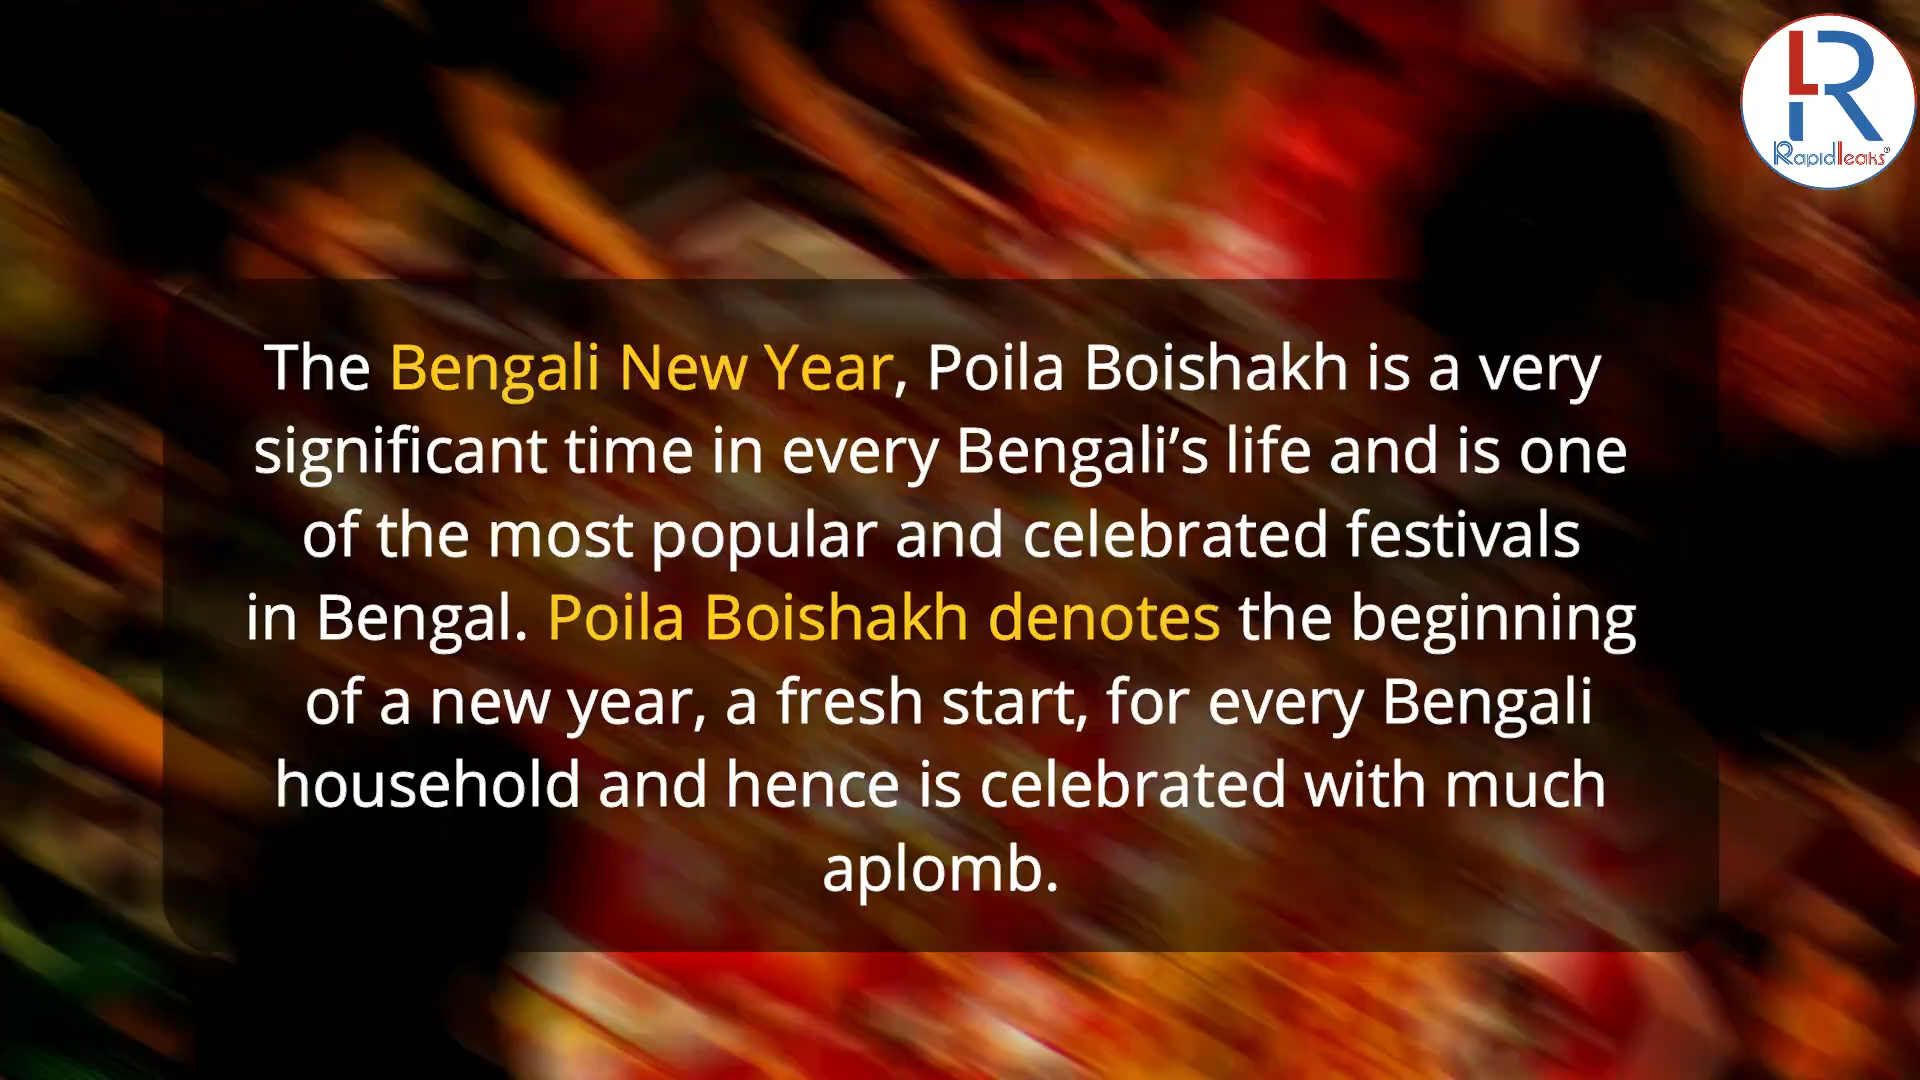 Rapidleaks®
The Bengali New Year, Poila Boishakh is a very
significant time in every Bengali’s life and is one
of the most popular and celebrated festivals
in Bengal. Poila Boishakh denotes the beginning
of a new year, a fresh start, for every Bengali
household and hence is celebrated with much
aplomb.